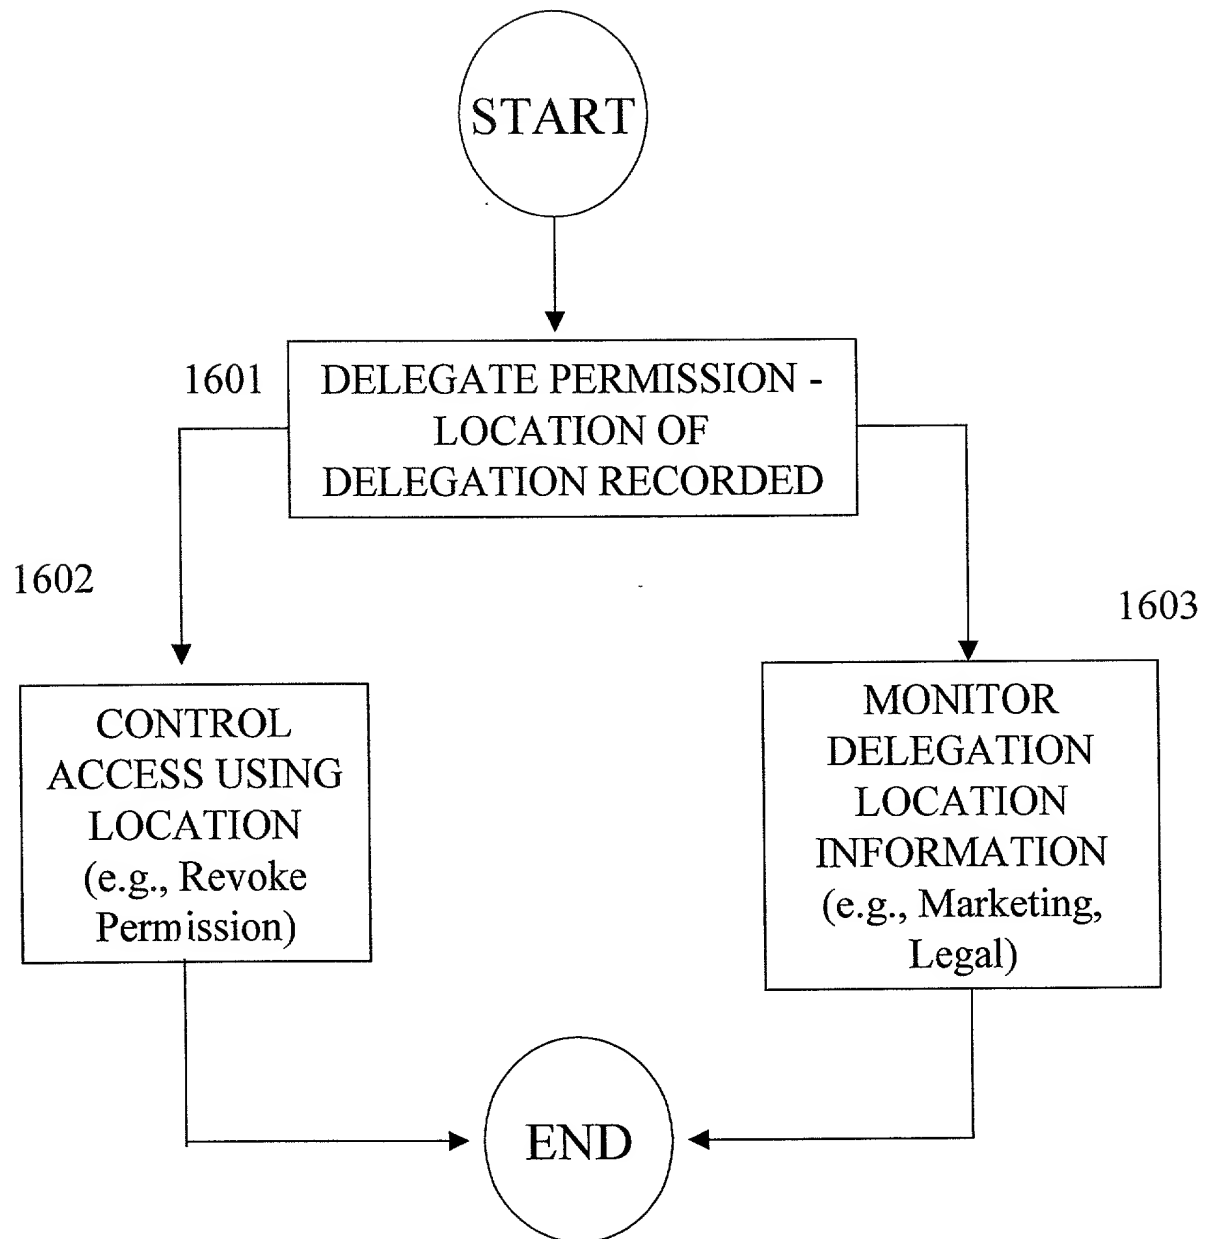 START
1601
DELEGATE PERMISSION -
LOCATION OF
DELEGATION RECORDED
1602
1603
CONTROL
ACCESS USING
LOCATION
(e.g., Revoke
Permission)
MONITOR
DELEGATION
LOCATION
INFORMATION
(e.g., Marketing,
Legal)
END